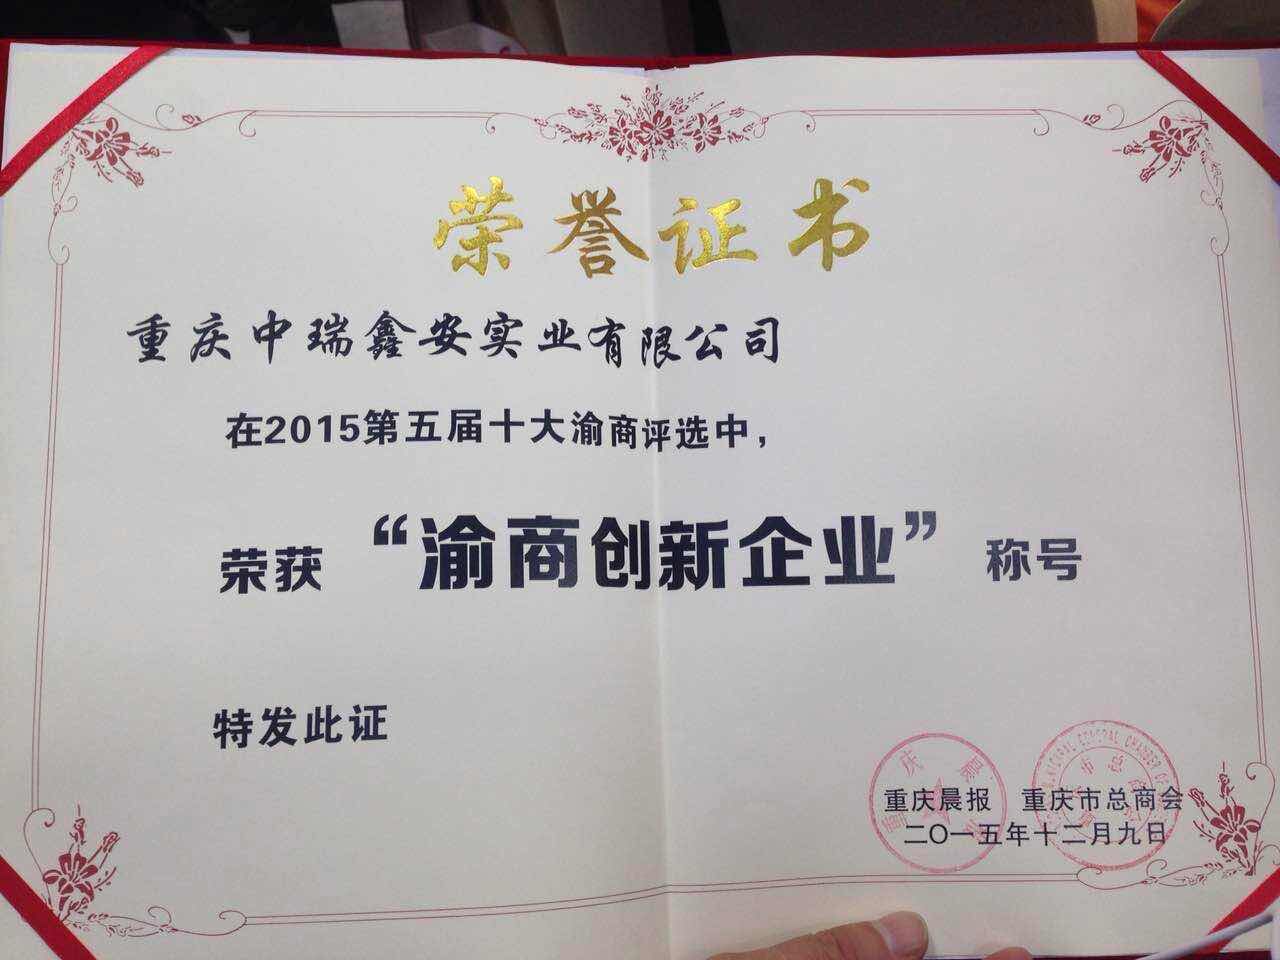 荣誉证书
重庆中瑞鑫安实业有限公司
在2015第五届十大渝商评选中，
荣获“渝商创新企业”称号
特发此证
重庆晨报 重庆市总商会
二〇一五年十二月九日